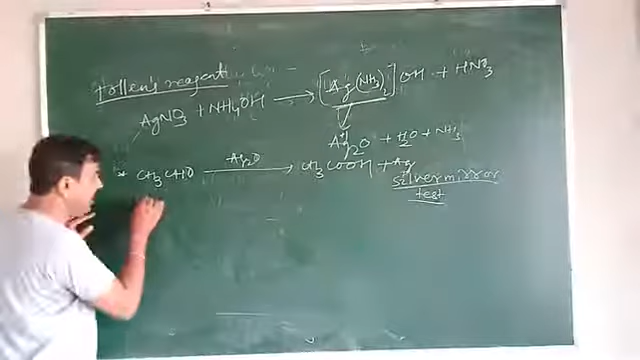 Tollen's reagent
AgNO3 + NH4OH → [Ag(NH3)2]OH + HNO3
Ag2O + H2O + NH3
* CH3CHO —Ag2O→ CH3COOH + Ag
Silver mirror
test